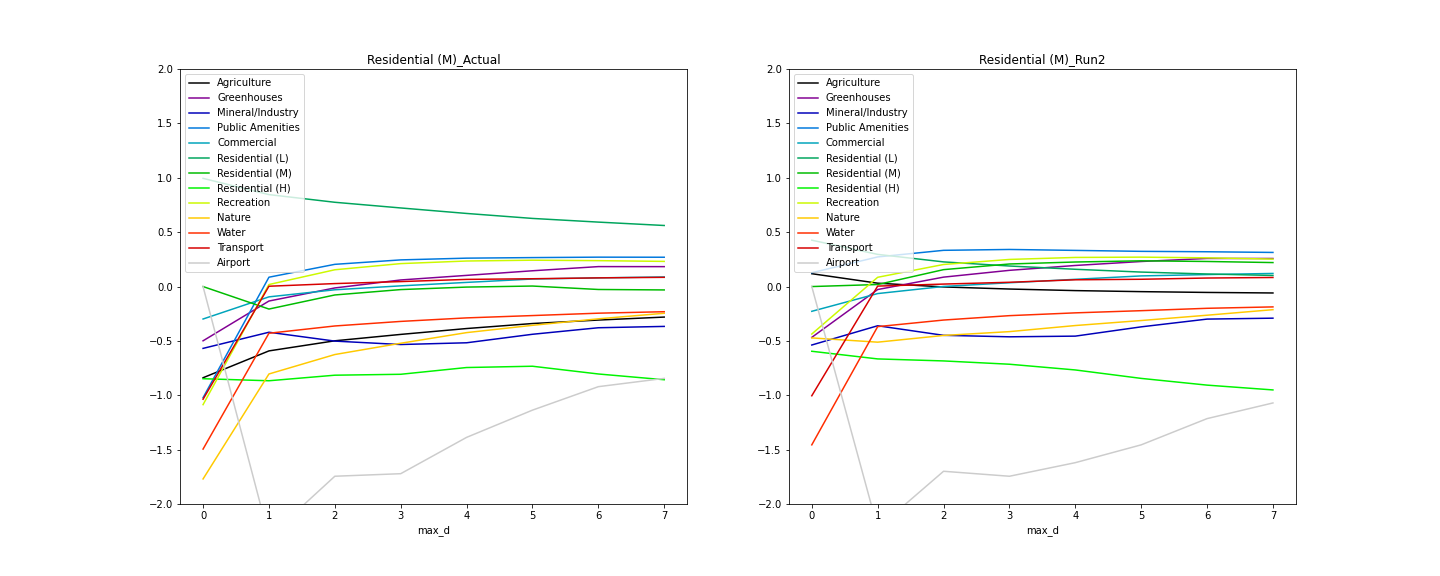 Residential (M)_Actual
2.0
1.5
1.0
0.5
0.0
−0.5
−1.0
−1.5
−2.0
Agriculture
Greenhouses
Mineral/Industry
Public Amenities
Commercial
Residential (L)
Residential (M)
Residential (H)
Recreation
Nature
Water
Transport
Airport
0 1 2 3 4 5 6 7
max_d
Residential (M)_Run2
2.0
1.5
1.0
0.5
0.0
−0.5
−1.0
−1.5
−2.0
Agriculture
Greenhouses
Mineral/Industry
Public Amenities
Commercial
Residential (L)
Residential (M)
Residential (H)
Recreation
Nature
Water
Transport
Airport
0 1 2 3 4 5 6 7
max_d